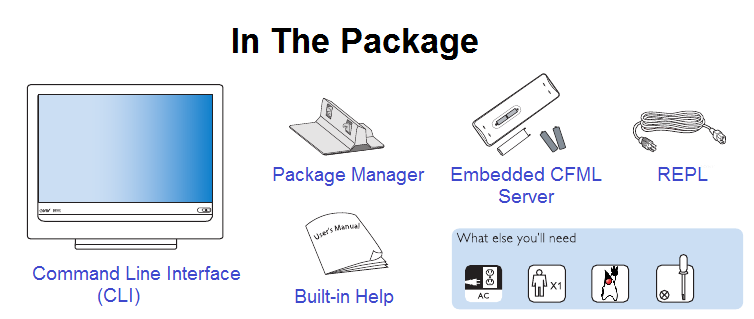 In The Package
Command Line Interface
(CLI)
Package Manager
Embedded CFML
Server
REPL
User's Manual
Built-in Help
What else you'll need
AC
X1